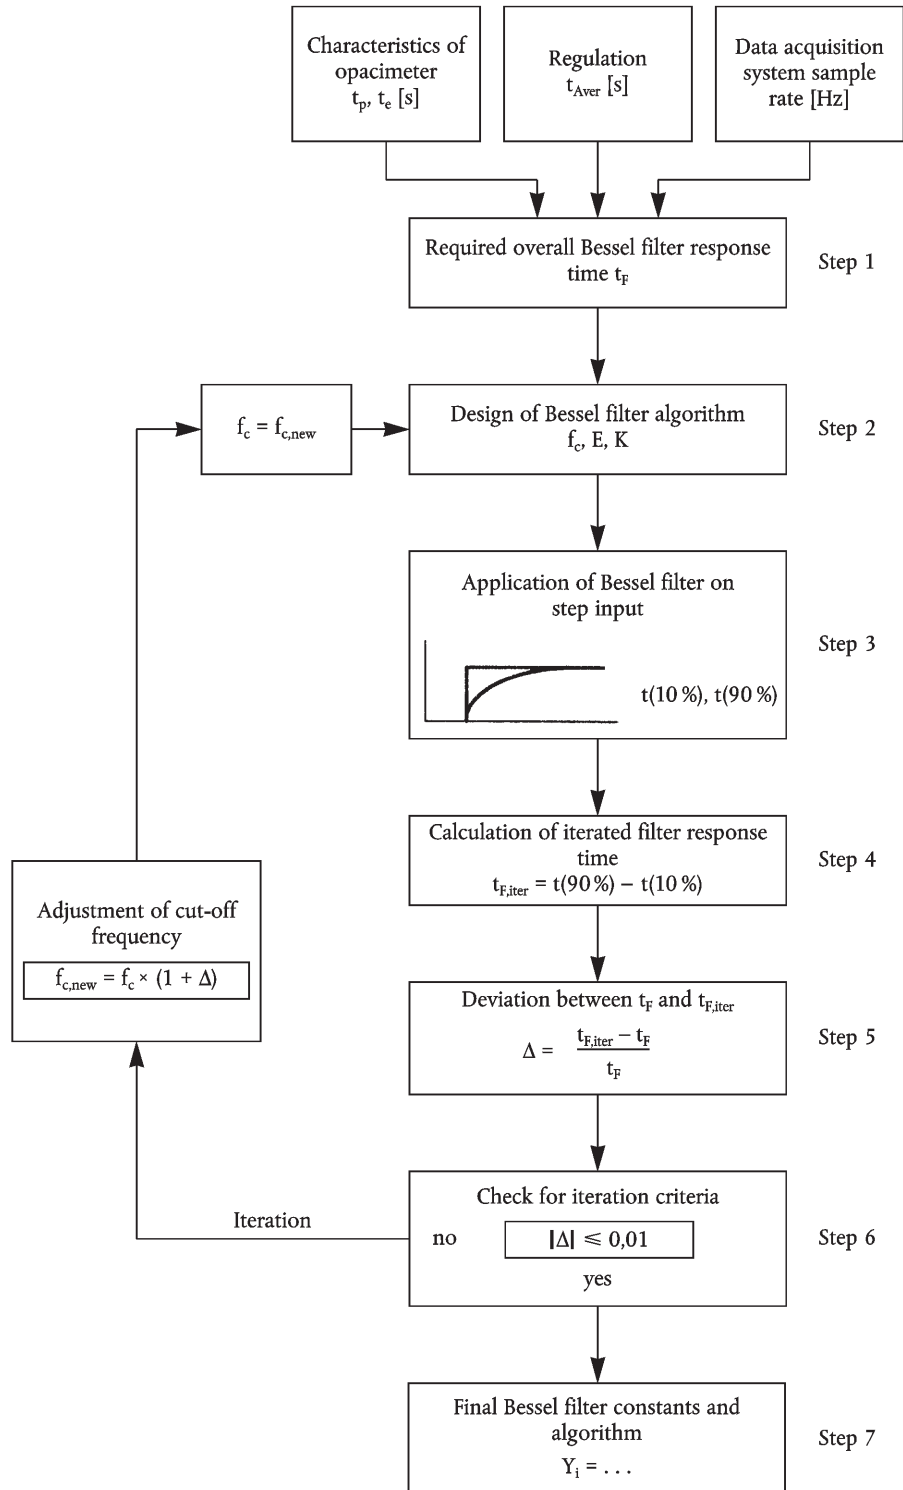 Characteristics of
opacimeter
tp, te [s]
Regulation
tAver [s]
Data acquisition
system sample
rate [Hz]
Required overall Bessel filter response
time tF
Step 1
fc = fc,new
Design of Bessel filter algorithm
fc, E, K
Step 2
Application of Bessel filter on
step input
t(10 %), t(90 %)
Step 3
Calculation of iterated filter response
time
tF,iter = t(90 %) – t(10 %)
Step 4
Adjustment of cut-off
frequency
fc,new = fc × (1 + Δ)
Deviation between tF and tF,iter
Δ = (tF,iter – tF) / tF
Step 5
Iteration
Check for iteration criteria
no
|Δ| ≤ 0,01
yes
Step 6
Final Bessel filter constants and
algorithm
Yi = . . .
Step 7